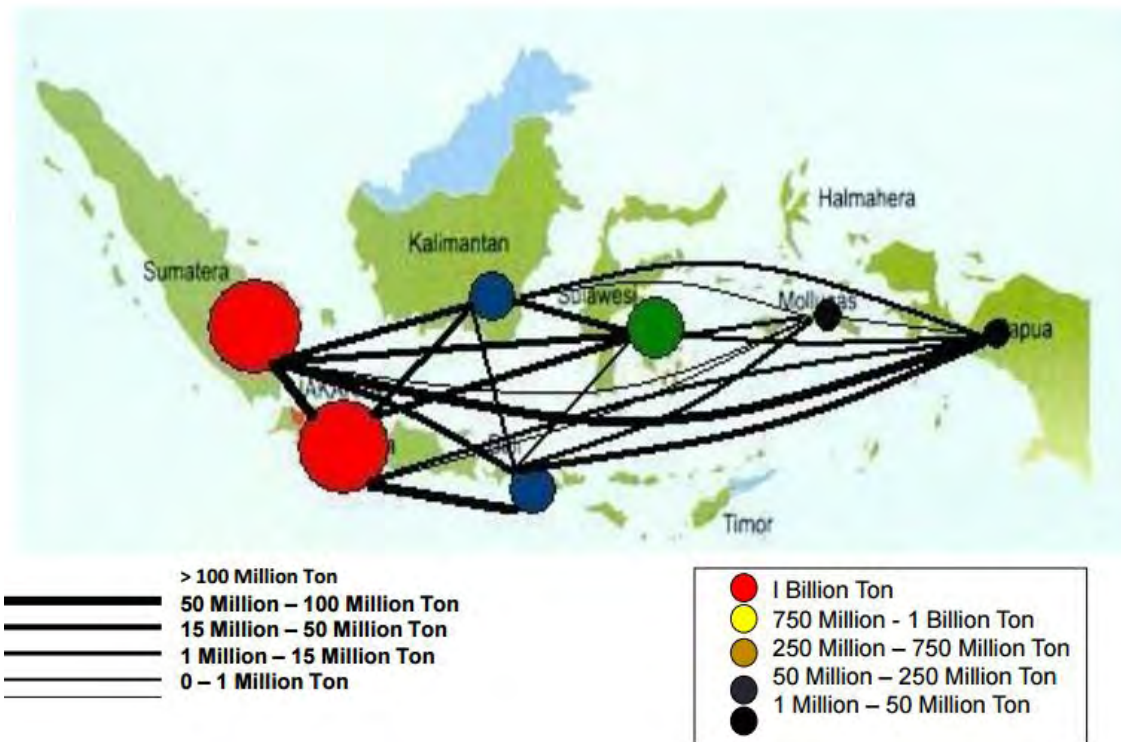 Halmahera
Kalimantan
Sumatera
Sulawesi
Timor
> 100 Million Ton
50 Million – 100 Million Ton
15 Million – 50 Million Ton
1 Million – 15 Million Ton
0 – 1 Million Ton
I Billion Ton
750 Million - 1 Billion Ton
250 Million – 750 Million Ton
50 Million – 250 Million Ton
1 Million – 50 Million Ton